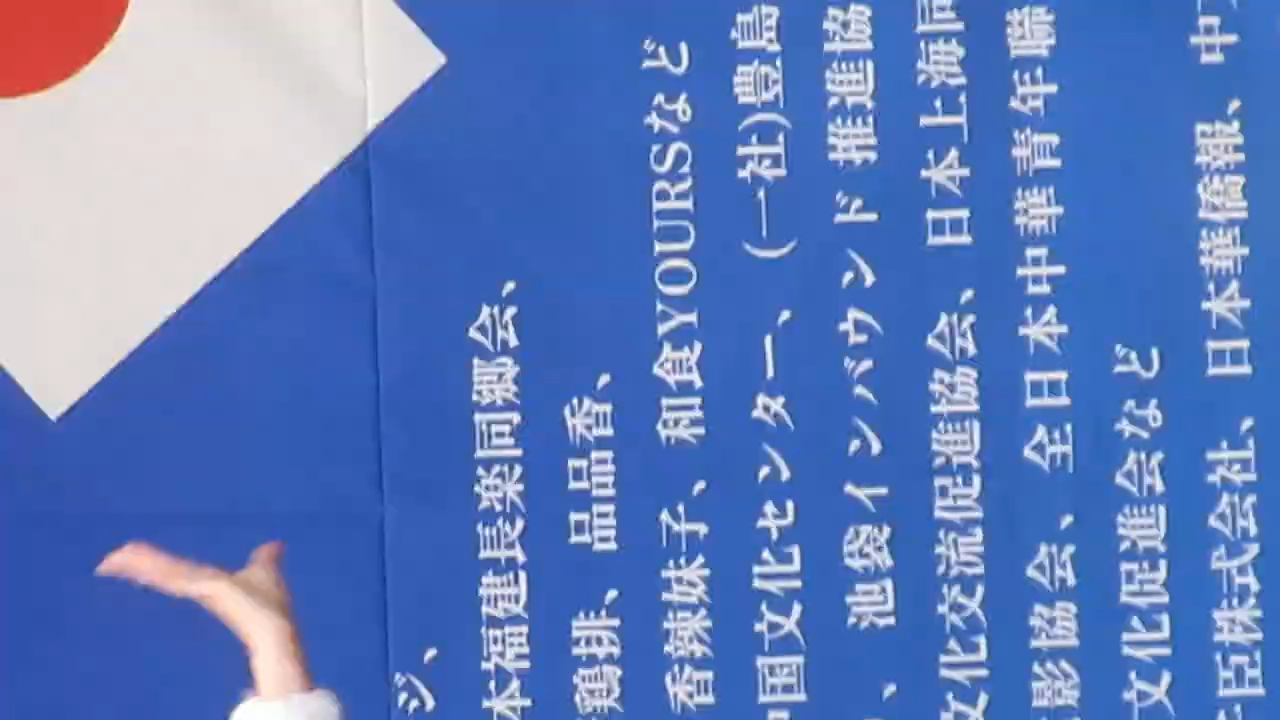 ジ、
本福建長楽同郷会、
鶏排、品品香、
香辣妹子、和食YOURSなど
国文化センター、(一社)豊島
、池袋インバウンド 推進協
文化交流促進協会、日本上海同
影協会、全日本中華青年聯
文化促進会など
臣株式会社、日本華僑報、中